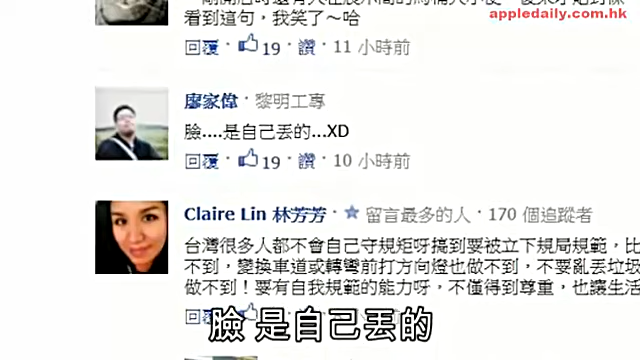 appledaily.com.hk
看到這句，我笑了～哈
回覆 · 19 · 讚 · 11 小時前
廖家偉 · 黎明工專
臉....是自己丟的...XD
回覆 · 19 · 讚 · 10 小時前
Claire Lin 林芳芳 · ★ 留言最多的人 · 170 個追蹤者
台灣很多人都不會自己守規矩呀搞到要被立下規局規範，比
不到，變換車道或轉彎前打方向燈也做不到，不要亂丟垃圾
做不到！要有自我規範的能力呀，不僅得到尊重，也讓生活
臉 是自己丟的